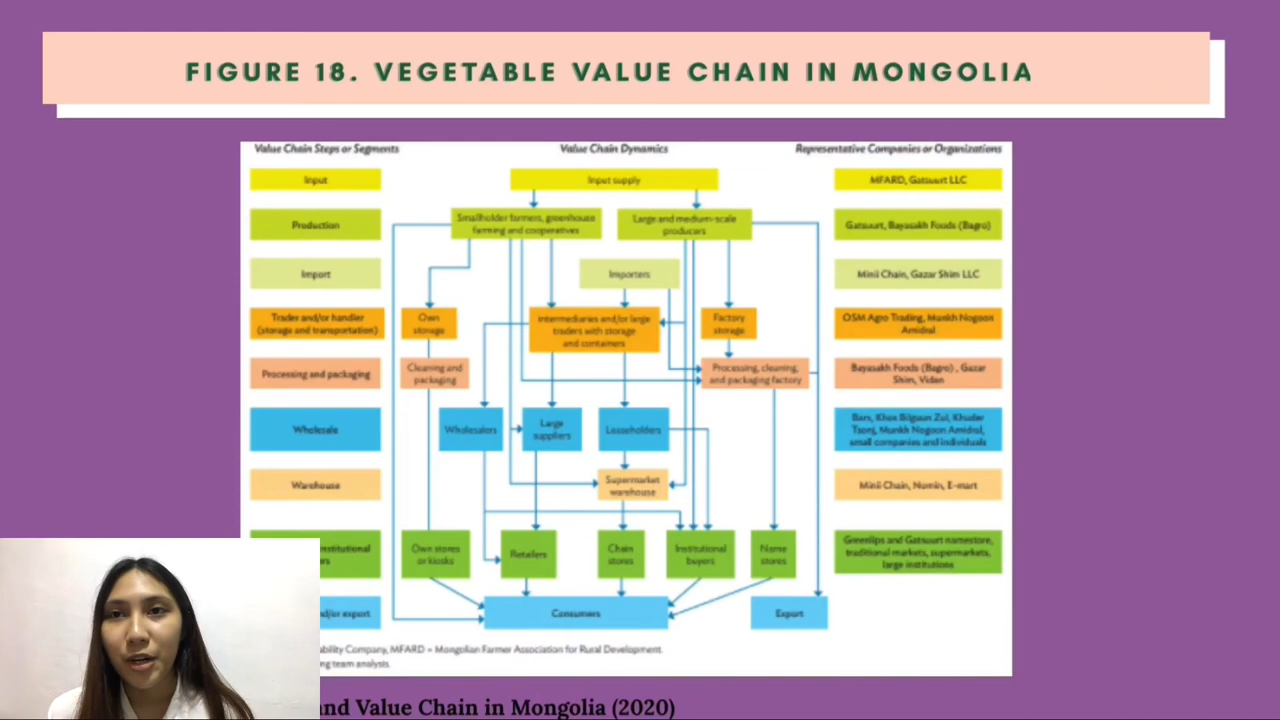 FIGURE 18. VEGETABLE VALUE CHAIN IN MONGOLIA
Value Chain Steps or Segments
Value Chain Dynamics
Representative Companies or Organizations
Input
Input supply
MFARD, Gatsuurt LLC
Production
Smallholder farmers, greenhouse
farming and cooperatives
Large and medium-scale
producers
Gatsuurt, Bayasakh Foods (Bagro)
Import
Importers
Minii Chain, Gazar Shim LLC
Trader and/or handler
(storage and transportation)
Own
storage
Intermediaries and/or large
traders with storage
and containers
Factory
storage
OSM Agro Trading, Munkh Nogoon
Amidral
Processing and packaging
Cleaning and
packaging
Processing, cleaning,
and packaging factory
Bayasakh Foods (Bagro) , Gazar
Shim, Vidan
Wholesale
Wholesalers
Large
suppliers
Leaseholders
Bars, Khos Bilguun Zul, Khuder
Tsonj, Munkh Nogoon Amidral,
small companies and individuals
Warehouse
Supermarket
warehouse
Minii Chain, Nomin, E-mart
Own stores
or kiosks
Retailers
Chain
stores
Institutional
buyers
Name
stores
Greenlips and Gatsuurt namestore,
traditional markets, supermarkets,
large institutions
export
Consumers
Export
Company, MFARD = Mongolian Farmer Association for Rural Development.
team analysis.
and Value Chain in Mongolia (2020)